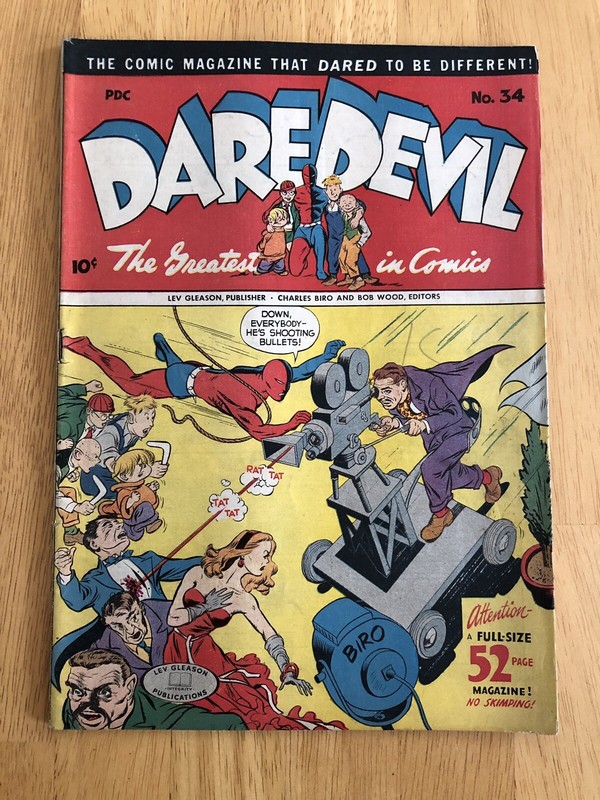 THE COMIC MAGAZINE THAT DARED TO BE DIFFERENT!
PDC
No. 34
DAREDEVIL
10¢
The Greatest in Comics
LEV GLEASON, PUBLISHER • CHARLES BIRO AND BOB WOOD, EDITORS
DOWN,
EVERYBODY–
HE'S SHOOTING
BULLETS!
RAT TAT
TAT
TAT
BIRO
Attention–
A FULL-SIZE
52 PAGE
MAGAZINE!
NO SKIMPING!
LEV GLEASON
INTEGRITY
PUBLICATIONS